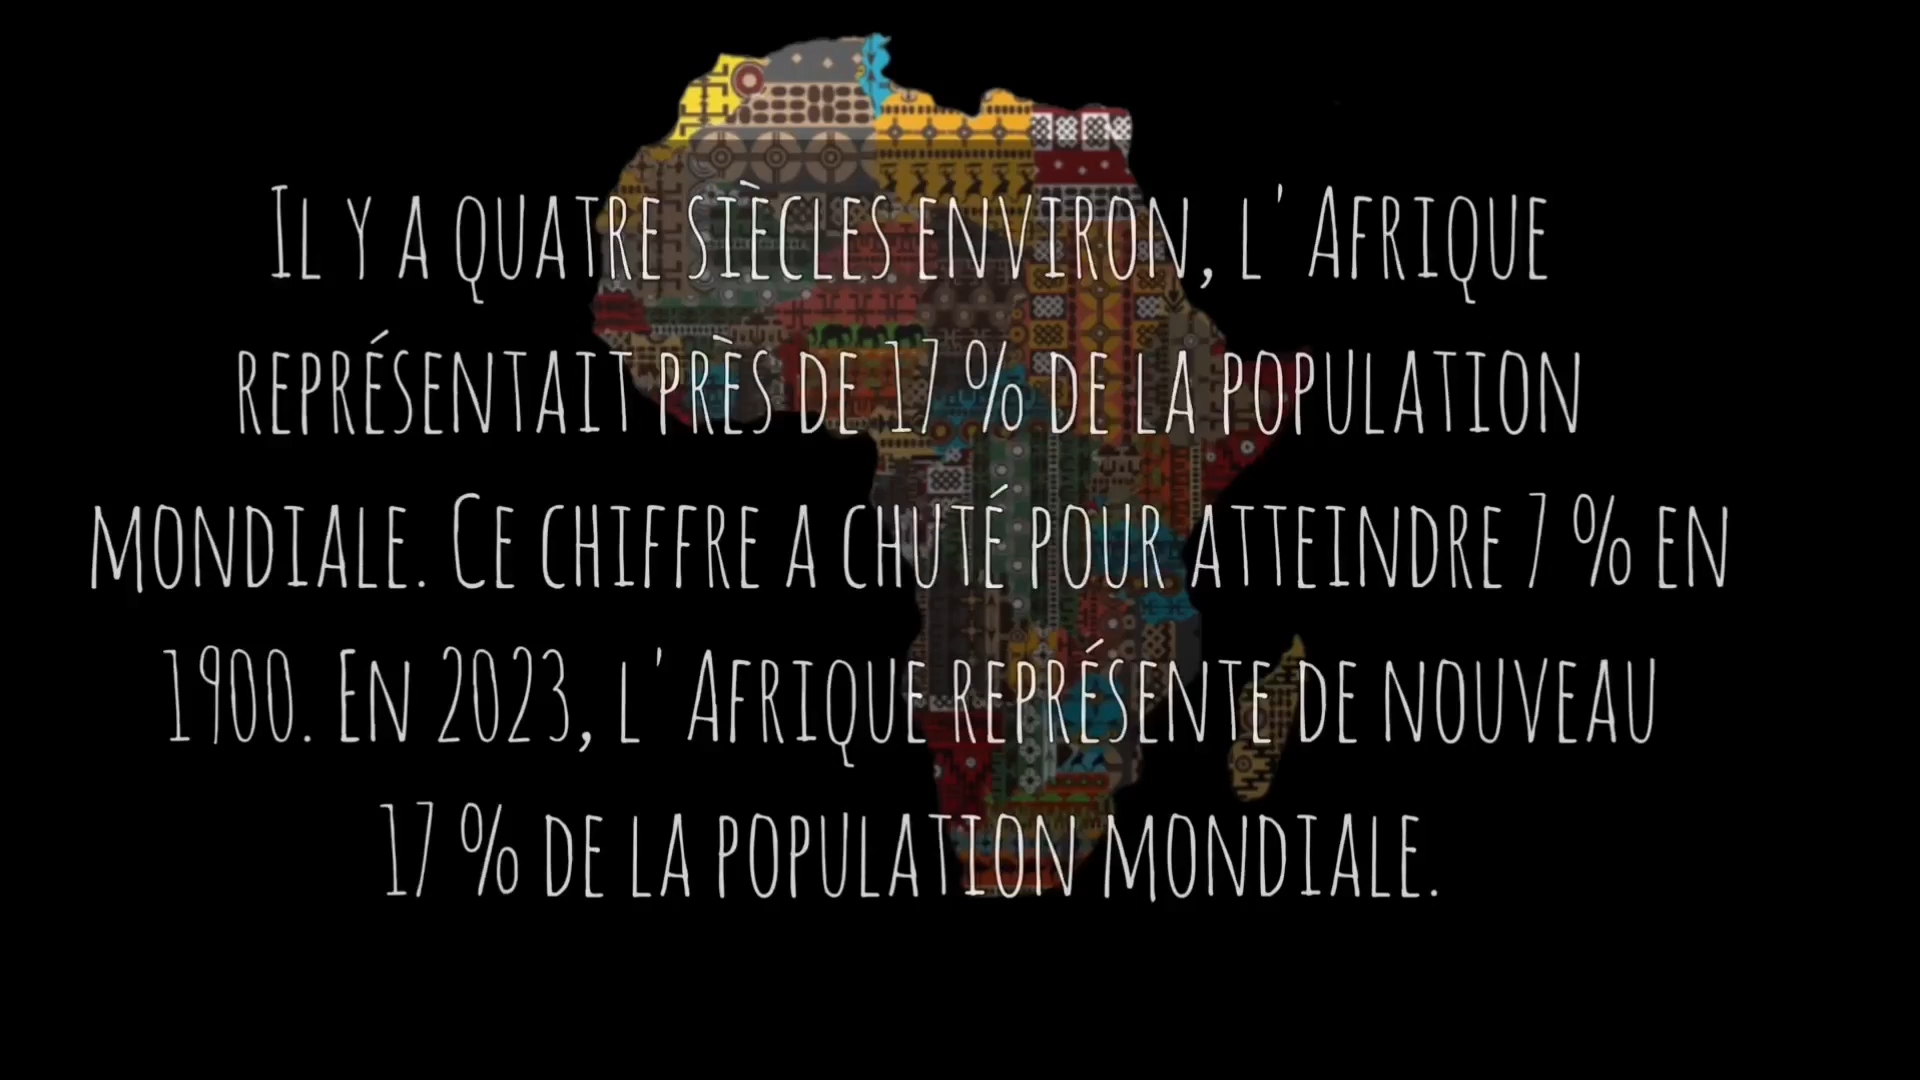 Il y a quatre siècles environ, l'Afrique
représentait près de 17 % de la population
mondiale. Ce chiffre a chuté pour atteindre 7 % en
1900. En 2023, l'Afrique représente de nouveau
17 % de la population mondiale.